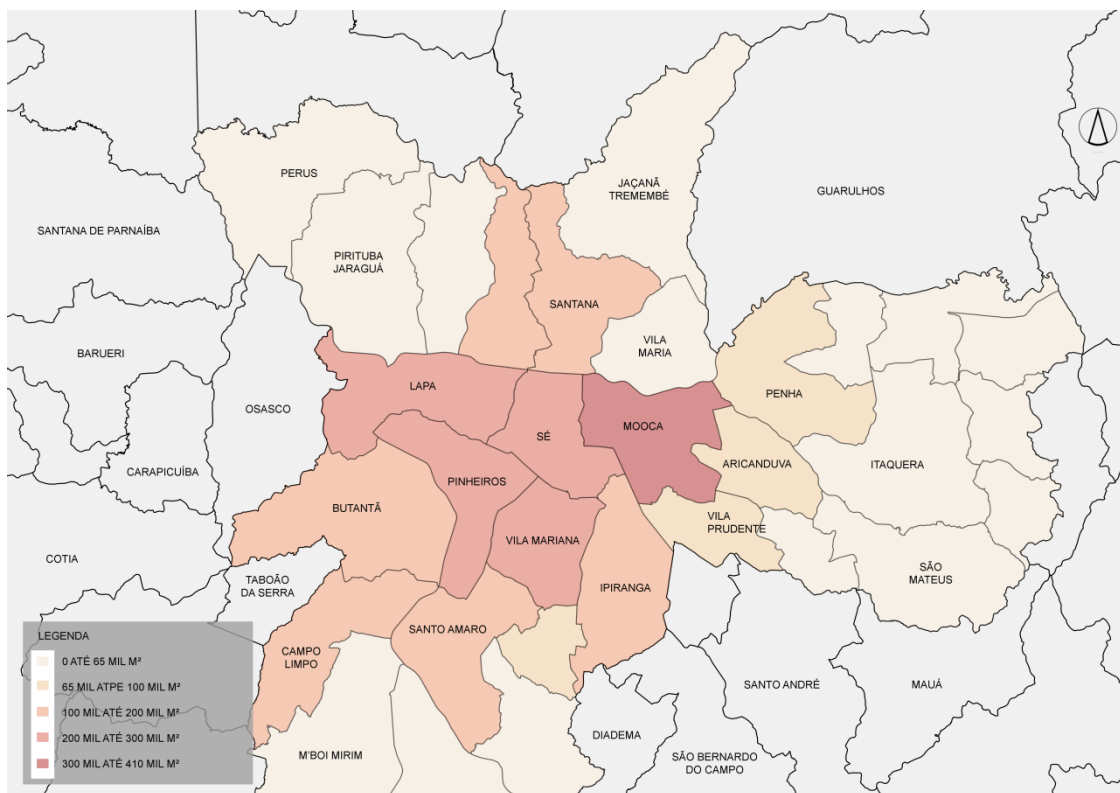 PERUS
JAÇANÃ
TREMEMBÉ
GUARULHOS
SANTANA DE PARNAÍBA
PIRITUBA
JARAGUÁ
SANTANA
BARUERI
VILA
MARIA
LAPA
PENHA
OSASCO
SÉ
MOOCA
CARAPICUÍBA
ARICANDUVA
ITAQUERA
PINHEIROS
BUTANTÃ
VILA
PRUDENTE
VILA MARIANA
COTIA
SÃO
MATEUS
TABOÃO
DA SERRA
IPIRANGA
SANTO AMARO
LEGENDA
0 ATÉ 65 MIL M²
65 MIL ATPE 100 MIL M²
100 MIL ATÉ 200 MIL M²
200 MIL ATÉ 300 MIL M²
300 MIL ATÉ 410 MIL M²
CAMPO
LIMPO
SANTO ANDRÉ
MAUÁ
DIADEMA
M'BOI MIRIM
SÃO BERNARDO
DO CAMPO